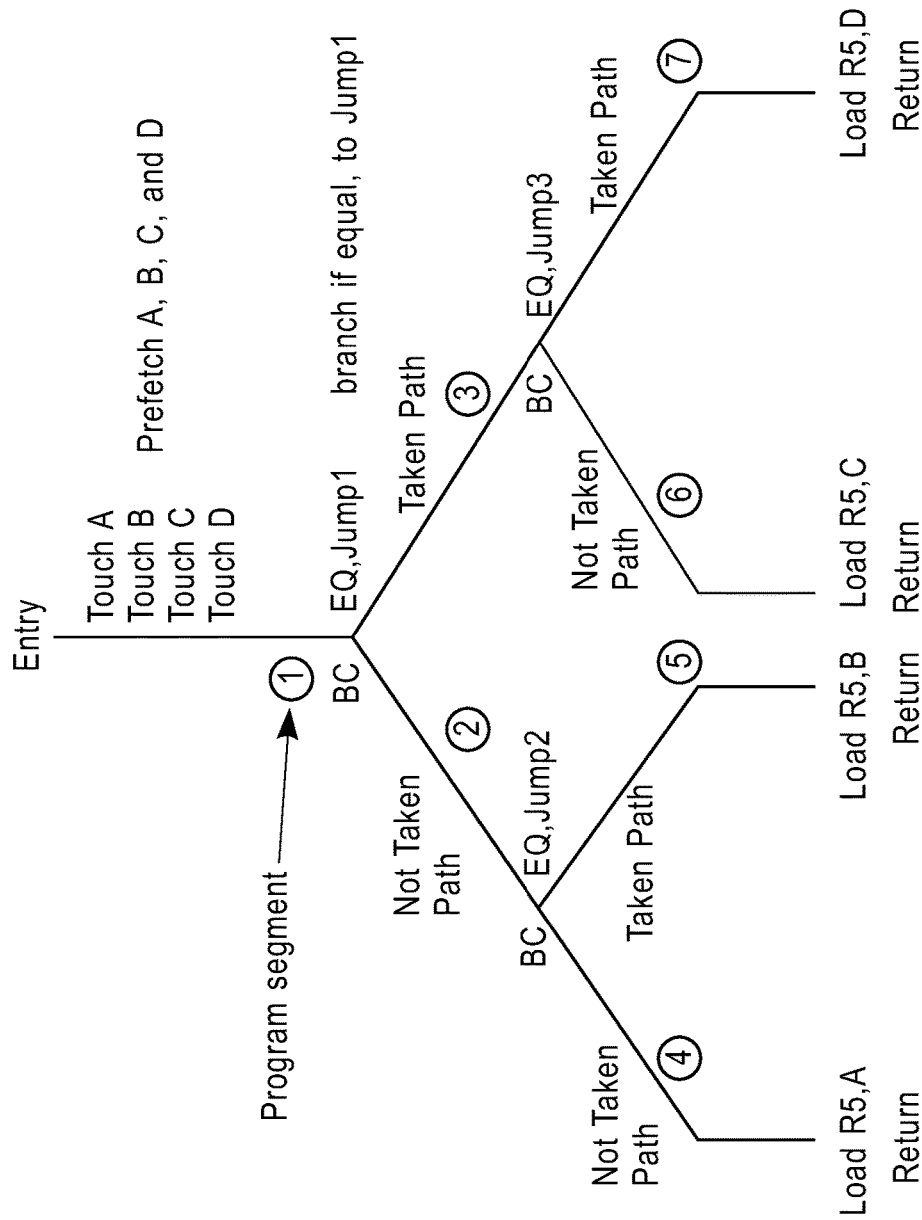 Entry
Touch A
Touch B
Touch C
Touch D
Prefetch A, B, C, and D
Program segment
1
BC
EQ,Jump1
branch if equal, to Jump1
Not Taken
Path
2
Taken Path
3
BC
EQ,Jump2
BC
EQ,Jump3
Not Taken
Path
4
Taken Path
5
Not Taken
Path
6
Taken Path
7
Load R5,A
Return
Load R5,B
Return
Load R5,C
Return
Load R5,D
Return